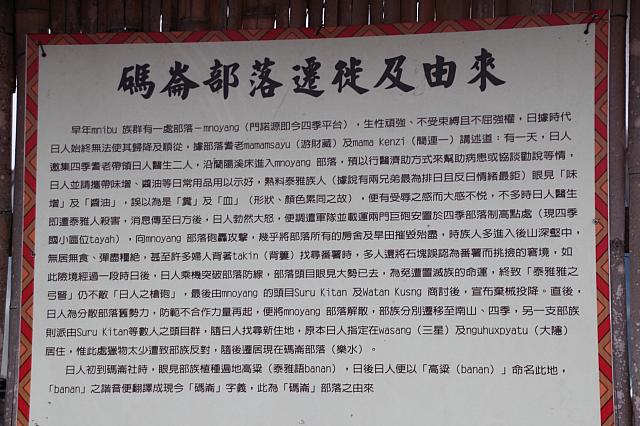 碼崙部落遷徙及由來
早年mnibu 族群有一處部落－mnoyang（門諾源即今四季平台），生性頑強、不受束縛且不屈強權，日據時代
日人始終無法使其歸降及順從，據部落耆老mamamsayu（游財藏）及mama kenzi（簡連一）講述道：有一天，日人
邀集四季耆老帶領日人醫生二人，沿蘭陽溪床進入mnoyang 部落，預以行醫濟助方式來幫助病患或協談勸說等情，
日人並請攜帶味增、醬油等日常用品用以示好，熟料泰雅族人（據說有兩兄弟最為排日且反日情緒最鉅）眼見「味
增」及「醬油」，誤以為是「糞」及「血」（形狀、顏色累同之故），便有受辱之感而大感不悅，不多時日人醫生
即遭泰雅人殺害，消息傳至日方後，日人勃然大怒，便調遣軍隊並載運兩門巨砲安置於四季部落制高點處（現四季
國小區位tayah），向mnoyang 部落砲轟攻擊，幾乎將部落所有的房舍及旱田摧毀殆盡，時族人多進入後山深壑中，
無居無食、彈盡糧絕，甚至許多婦人背著takin（背簍）找尋番薯時，多人還將石塊誤認為番薯而挑撿的窘境，如
此險境經過一段時日後，日人乘機突破部落防線，部落頭目眼見大勢已去，為免遭置滅族的命運，終致「泰雅雅之
弓腎」仍不敵「日人之槍砲」，最後由mnoyang 的頭目Suru Kitan 及Watan Kusng 商討後，宣布棄械投降。直後，
日人為分散部落舊勢力，防範不合作力量再起，便將mnoyang 部落解散，部族分別遷移至南山、四季，另一支部族
則派由Suru Kitan等數人之頭目群，隨日人找尋新住地，原本日人指定在wasang（三星）及nguhuxpyatu（大隱）
居住，惟此處獵物太少遭致部族反對，隨後遷居現在碼崙部落（樂水）。
日人初到碼崙社時，眼見部族植種遍地高粱（泰雅語banan），日後日人便以「高粱（banan）」命名此地，
「banan」之諧音便翻譯成現今「碼崙」字義，此為「碼崙」部落之由來